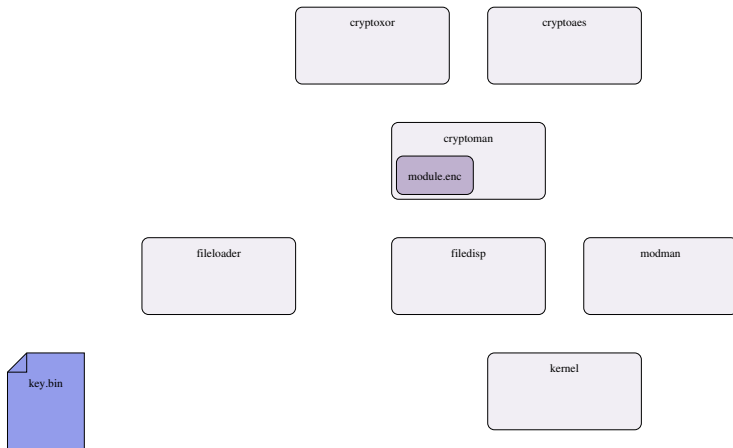 cryptoxor
cryptoaes
cryptoman
module.enc
fileloader
filedisp
modman
key.bin
kernel